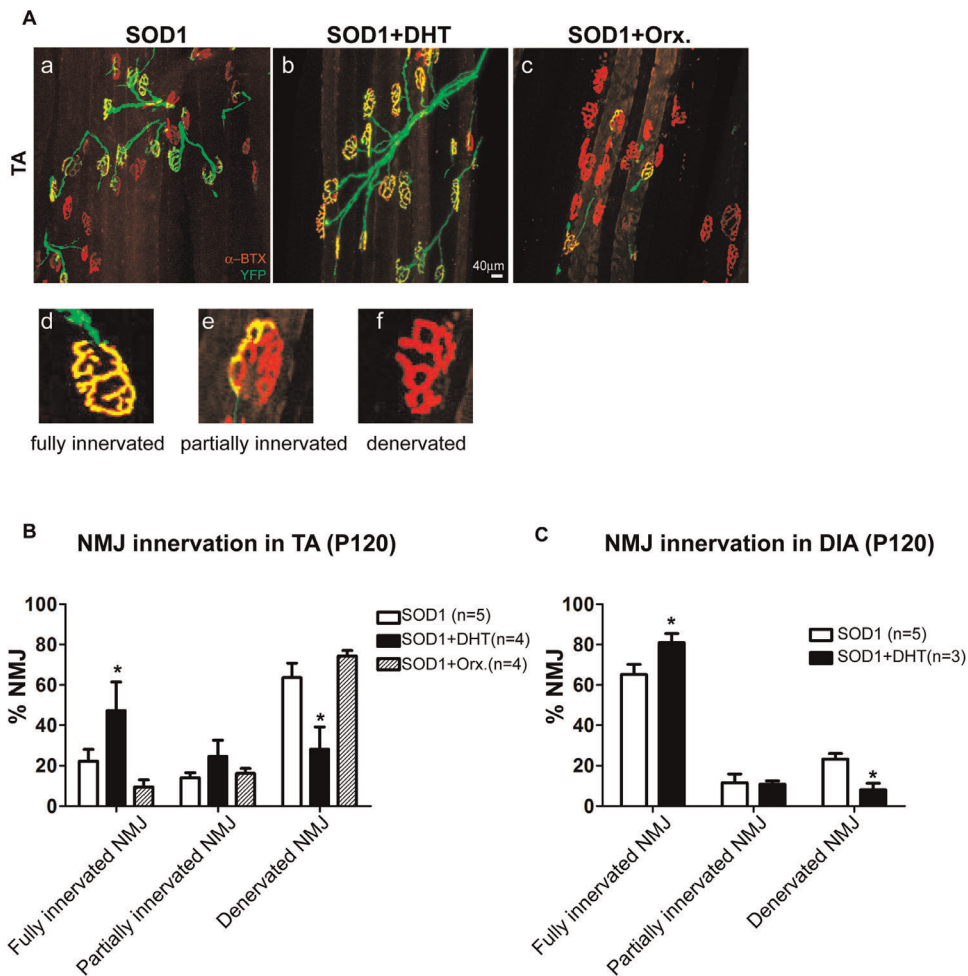 A
SOD1 SOD1+DHT SOD1+Orx.
a b c
TA
α–BTX
YFP
40μm
d e f
fully innervated partially innervated denervated
B
NMJ innervation in TA (P120)
% NMJ
100
80
60
40
20
0
SOD1 (n=5)
SOD1+DHT(n=4)
SOD1+Orx.(n=4)
* *
Fully innervated NMJ
Partially innervated NMJ
Denervated NMJ
C
NMJ innervation in DIA (P120)
% NMJ
100
80
60
40
20
0
SOD1 (n=5)
SOD1+DHT(n=3)
* *
Fully innervated NMJ
Partially innervated NMJ
Denervated NMJ